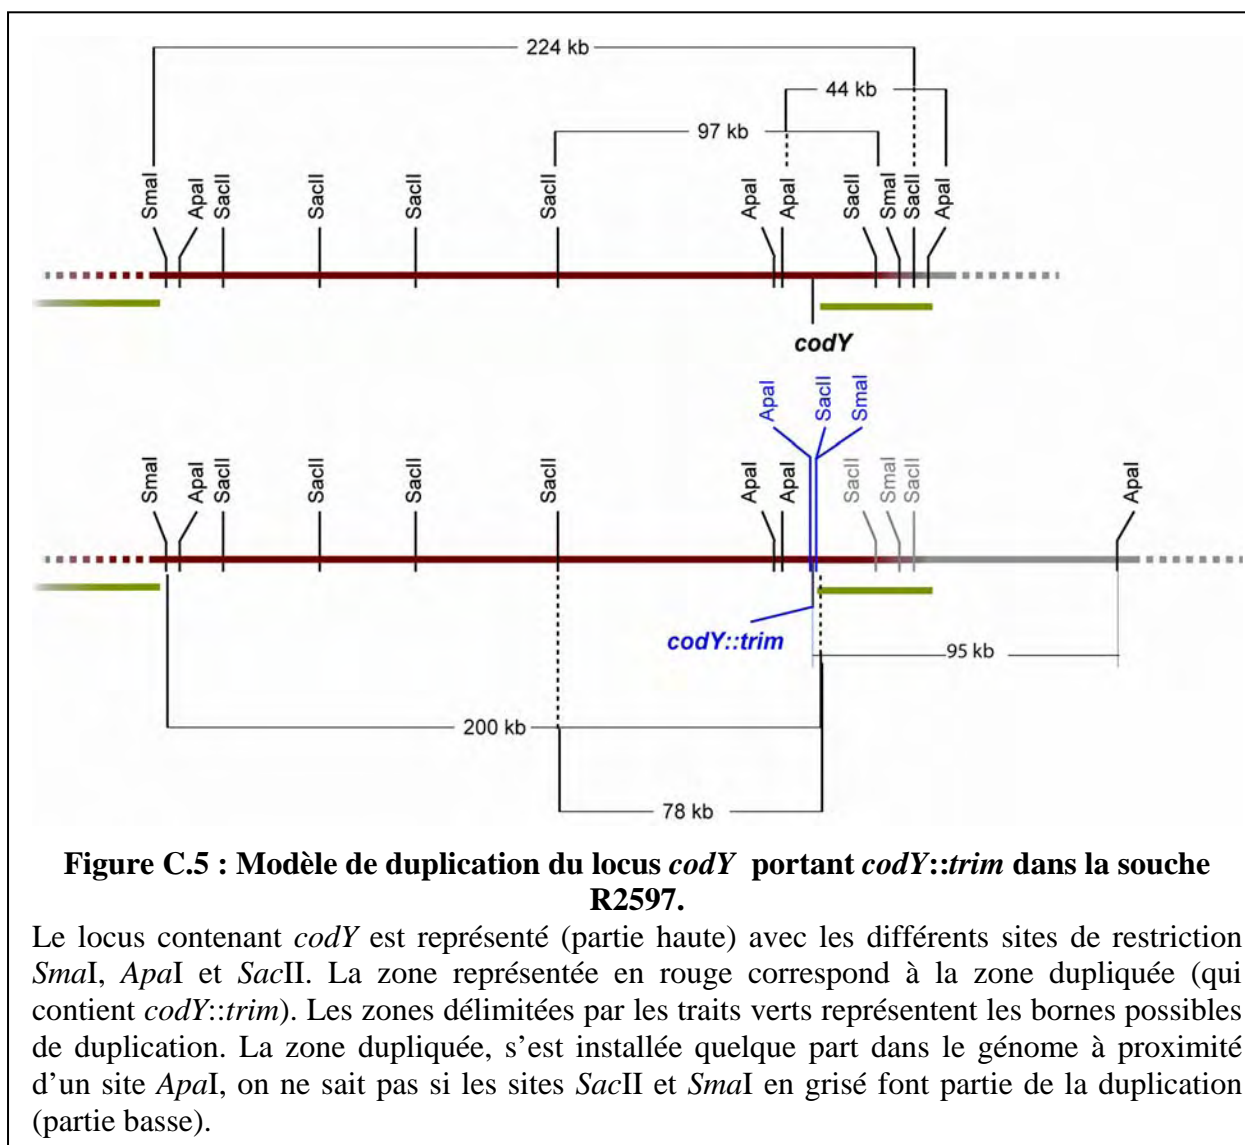 224 kb
44 kb
97 kb
SmaI ApaI SacII SacII SacII SacII ApaI ApaI SacII SmaI SacII ApaI
codY
ApaI SacII SmaI
SmaI ApaI SacII SacII SacII SacII ApaI ApaI SacII SmaI SacII ApaI
codY::trim
95 kb
200 kb
78 kb
Figure C.5 : Modèle de duplication du locus codY portant codY::trim dans la souche
R2597.
Le locus contenant codY est représenté (partie haute) avec les différents sites de restriction
SmaI, ApaI et SacII. La zone représentée en rouge correspond à la zone dupliquée (qui
contient codY::trim). Les zones délimitées par les traits verts représentent les bornes possibles
de duplication. La zone dupliquée, s’est installée quelque part dans le génome à proximité
d’un site ApaI, on ne sait pas si les sites SacII et SmaI en grisé font partie de la duplication
(partie basse).